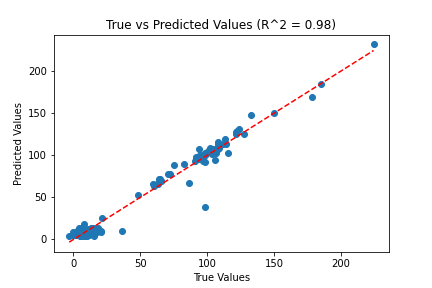 True vs Predicted Values (R^2 = 0.98)
Predicted Values
200
150
100
50
0
0 50 100 150 200
True Values